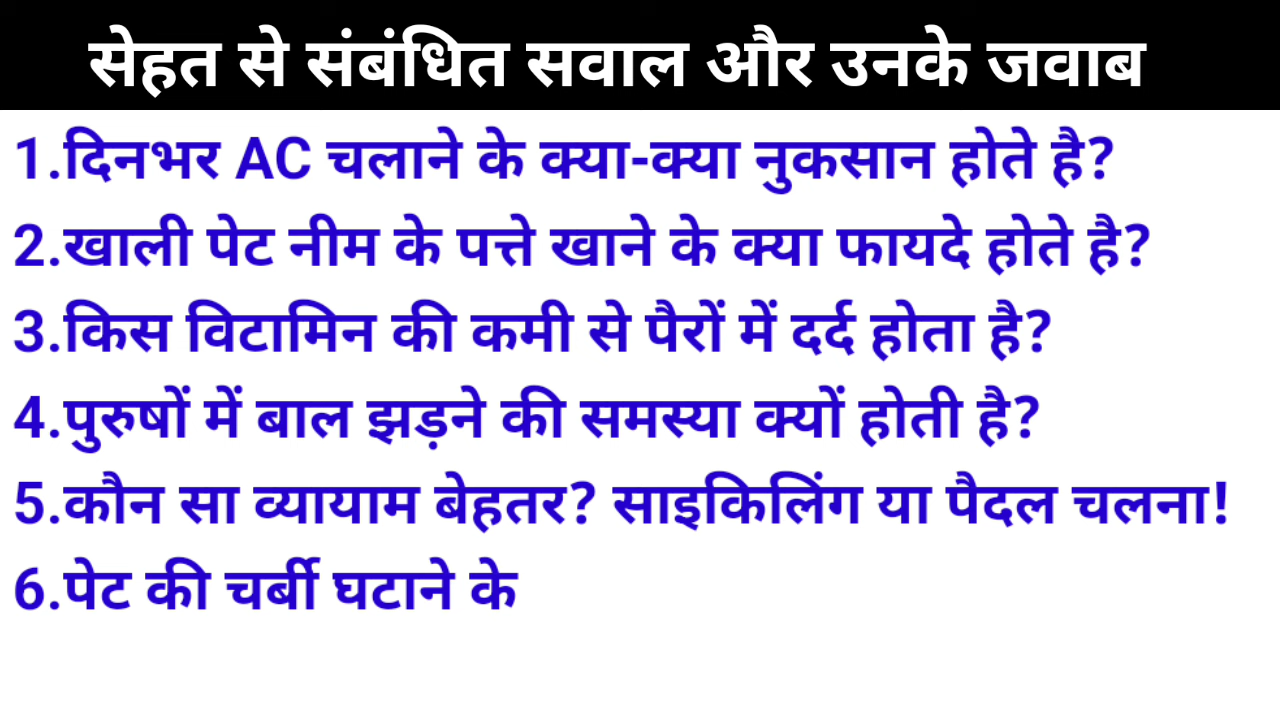 सेहत से संबंधित सवाल और उनके जवाब
1.दिनभर AC चलाने के क्या-क्या नुकसान होते है?
2.खाली पेट नीम के पत्ते खाने के क्या फायदे होते है?
3.किस विटामिन की कमी से पैरों में दर्द होता है?
4.पुरुषों में बाल झड़ने की समस्या क्यों होती है?
5.कौन सा व्यायाम बेहतर? साइकिलिंग या पैदल चलना!
6.पेट की चर्बी घटाने के